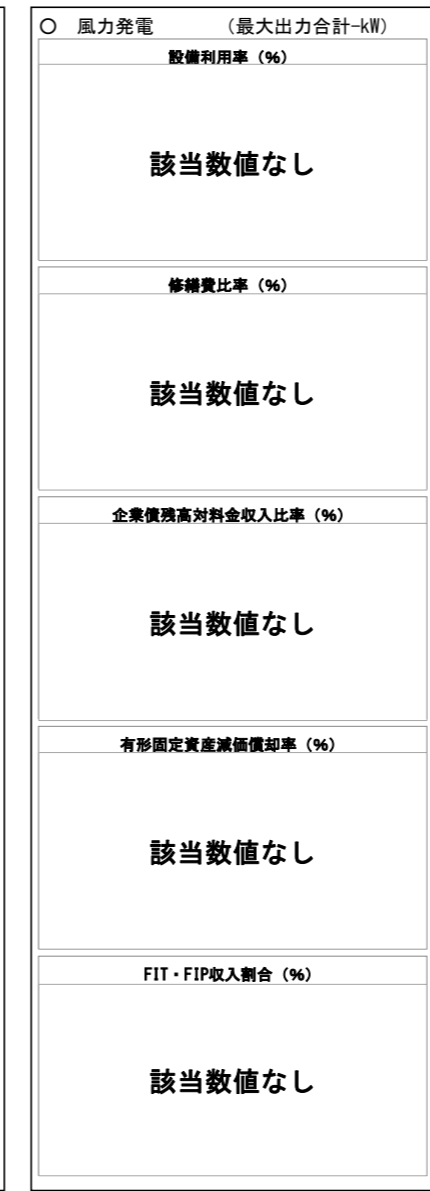 ○ 風力発電 (最大出力合計-kW)
設備利用率（%）
該当数値なし
修繕費比率（%）
該当数値なし
企業債残高対料金収入比率（%）
該当数値なし
有形固定資産減価償却率（%）
該当数値なし
FIT・FIP収入割合（%）
該当数値なし